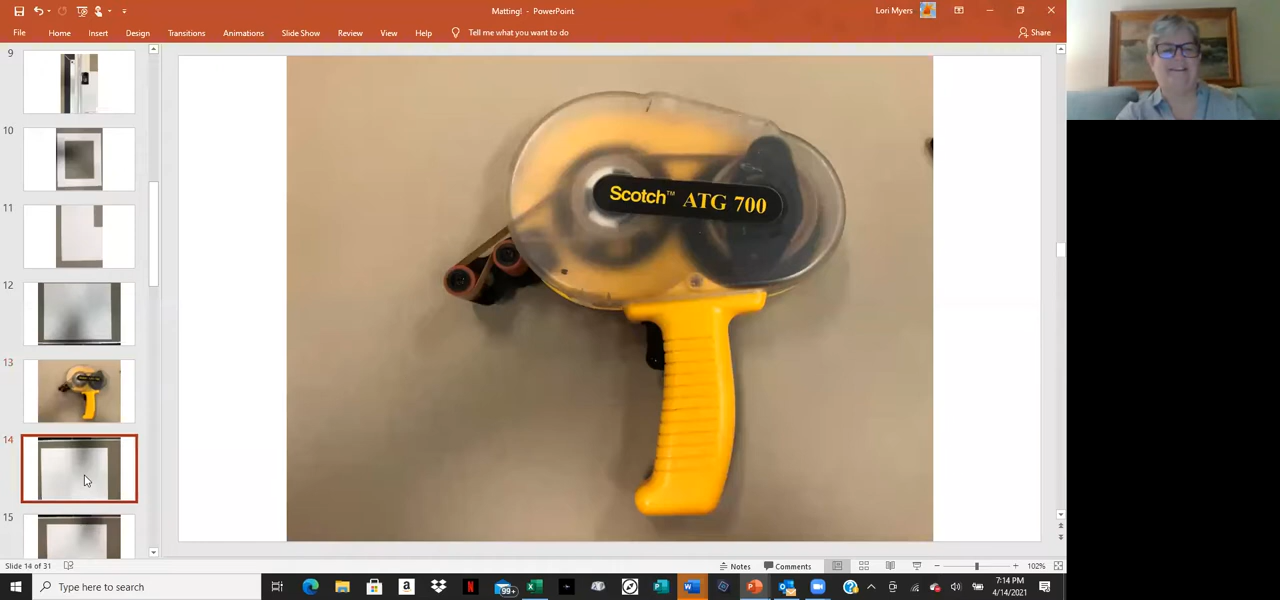 Matting! - PowerPoint
Lori Myers
File Home Insert Design Transitions Animations Slide Show Review View Help Tell me what you want to do
Share
9
10
11
12
13
14
15
Scotch™ ATG 700
Slide 14 of 31
Notes Comments
102%
Type here to search
99+
7:14 PM
4/14/2021